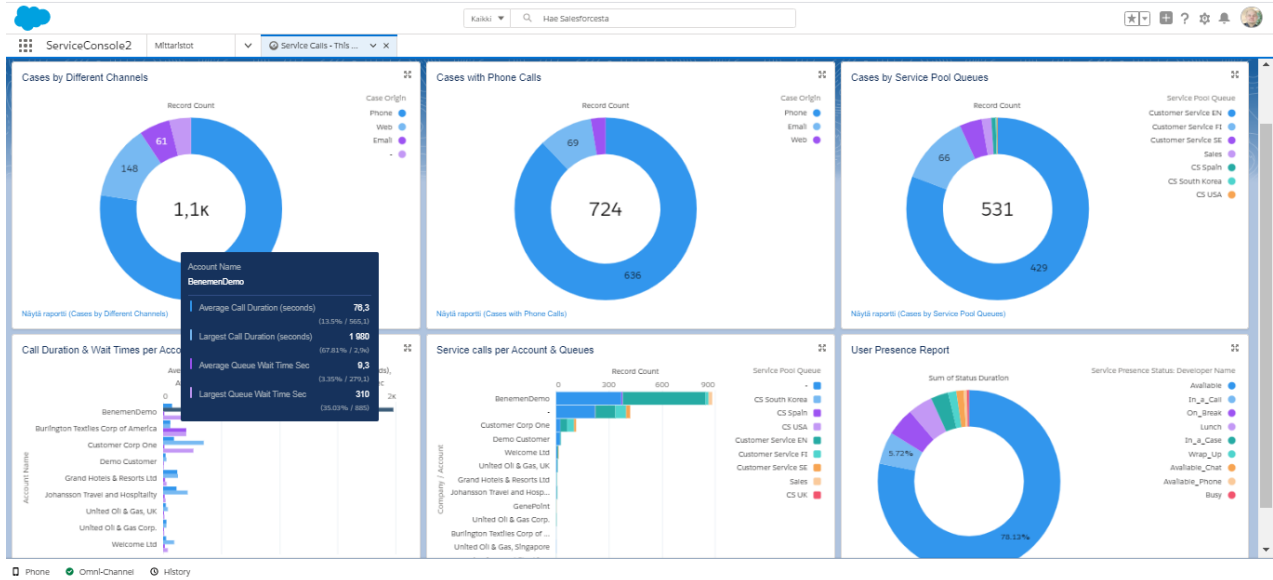 Kaikki
Hae Salesforcesta
ServiceConsole2
Mittaristot
Service Calls - This ...
Cases by Different Channels
Record Count
Case Origin
Phone
Web
Email
-
61
148
1,1K
Näytä raportti (Cases by Different Channels)
Cases with Phone Calls
Record Count
Case Origin
Phone
Email
Web
69
724
636
Näytä raportti (Cases with Phone Calls)
Cases by Service Pool Queues
Record Count
Service Pool Queue
Customer Service EN
Customer Service FI
Customer Service SE
Sales
CS Spain
CS South Korea
CS USA
66
531
429
Näytä raportti (Cases by Service Pool Queues)
Account Name
BenemenDemo
Average Call Duration (seconds) 76,3
(13.5% / 565,1)
Largest Call Duration (seconds) 1 980
(67.81% / 2,9k)
Average Queue Wait Time Sec 9,3
(3.35% / 279,1)
Largest Queue Wait Time Sec 310
(35.03% / 885)
Call Duration & Wait Times per Acco
0
2K
Account Name
BenemenDemo
Burlington Textiles Corp of America
Customer Corp One
Demo Customer
Grand Hotels & Resorts Ltd
Johansson Travel and Hospitality
United Oil & Gas, UK
United Oil & Gas Corp.
Welcome Ltd
Service calls per Account & Queues
Record Count
0 300 600 900
Company / Account
BenemenDemo
-
Customer Corp One
Demo Customer
Welcome Ltd
United Oil & Gas, UK
Grand Hotels & Resorts Ltd
Johansson Travel and Hosp...
GenePoint
United Oil & Gas Corp.
Burlington Textiles Corp of ...
United Oil & Gas, Singapore
Service Pool Queue
-
CS South Korea
CS Spain
CS USA
Customer Service EN
Customer Service FI
Customer Service SE
Sales
CS UK
User Presence Report
Sum of Status Duration
Service Presence Status: Developer Name
Available
In_a_Call
On_Break
Lunch
In_a_Case
Wrap_Up
Available_Chat
Available_Phone
Busy
5.72%
78.13%
Phone
Omni-Channel
History